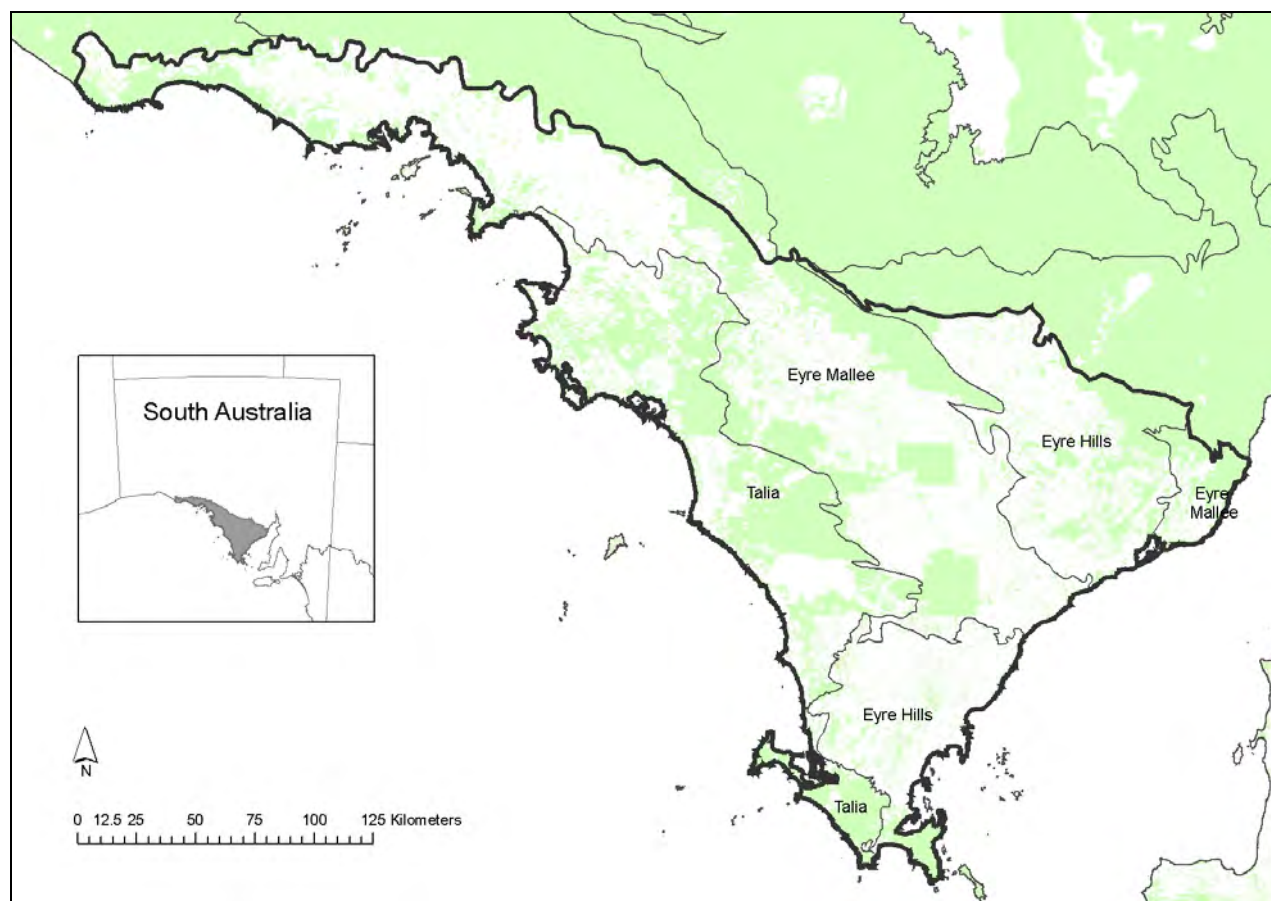 South Australia
Eyre Mallee
Eyre Hills
Talia
Eyre
Mallee
Eyre Hills
Talia
N
0 12.5 25 50 75 100 125 Kilometers